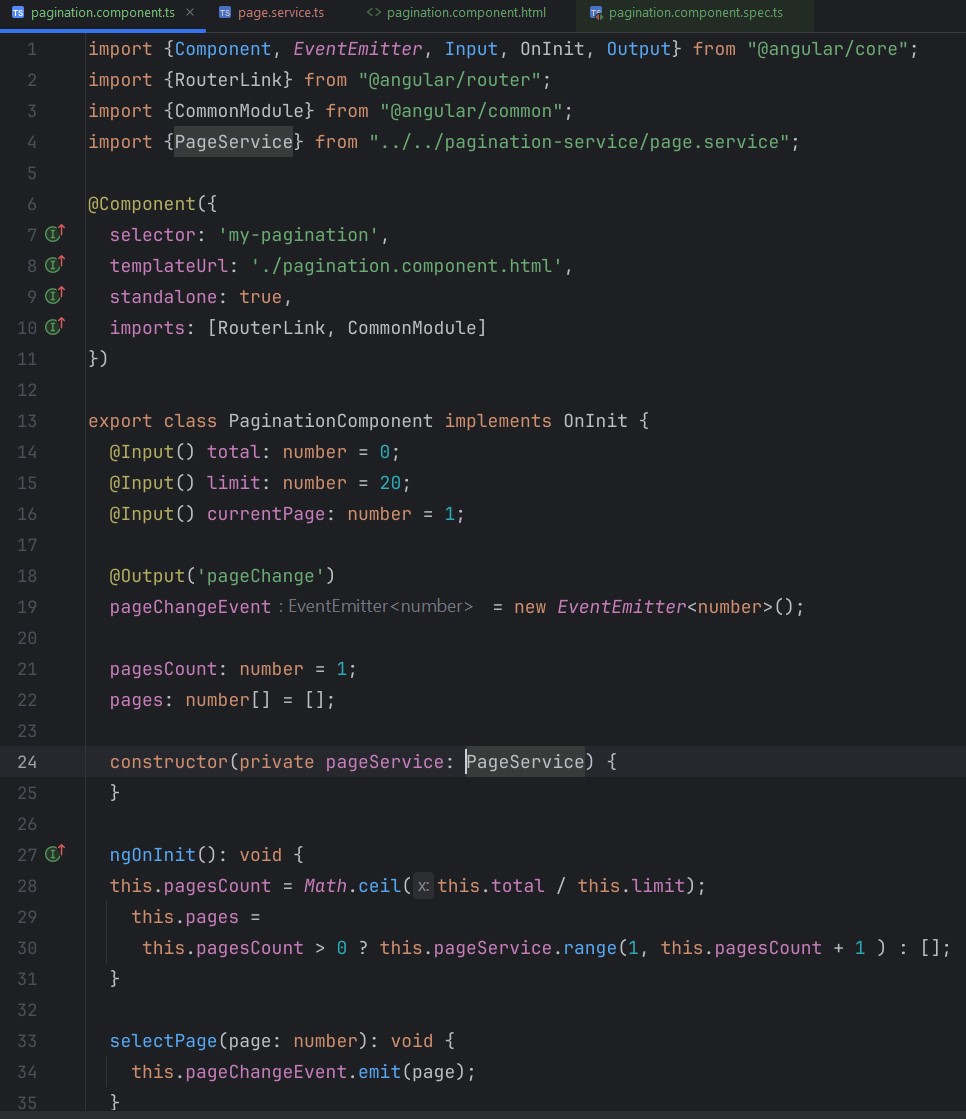 TS pagination.component.ts × TS page.service.ts <> pagination.component.html TS pagination.component.spec.ts
1 import {Component, EventEmitter, Input, OnInit, Output} from "@angular/core";
2 import {RouterLink} from "@angular/router";
3 import {CommonModule} from "@angular/common";
4 import {PageService} from "../../pagination-service/page.service";
5
6 @Component({
7 selector: 'my-pagination',
8 templateUrl: './pagination.component.html',
9 standalone: true,
10 imports: [RouterLink, CommonModule]
11 })
12
13 export class PaginationComponent implements OnInit {
14 @Input() total: number = 0;
15 @Input() limit: number = 20;
16 @Input() currentPage: number = 1;
17
18 @Output('pageChange')
19 pageChangeEvent : EventEmitter<number> = new EventEmitter<number>();
20
21 pagesCount: number = 1;
22 pages: number[] = [];
23
24 constructor(private pageService: PageService) {
25 }
26
27 ngOnInit(): void {
28 this.pagesCount = Math.ceil( x: this.total / this.limit);
29 this.pages =
30 this.pagesCount > 0 ? this.pageService.range(1, this.pagesCount + 1 ) : [];
31 }
32
33 selectPage(page: number): void {
34 this.pageChangeEvent.emit(page);
35 }